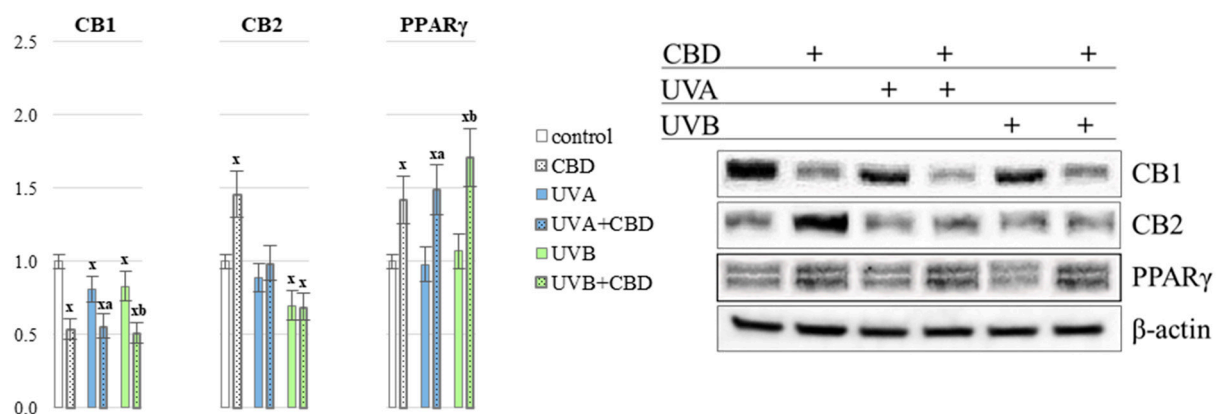 CB1 CB2 PPARγ
2.5
2.0
1.5
1.0
0.5
0.0
x x xa x xb
x x x
x xa xb
control
CBD
UVA
UVA+CBD
UVB
UVB+CBD
CBD + + +
UVA + +
UVB + +
CB1
CB2
PPARγ
β-actin